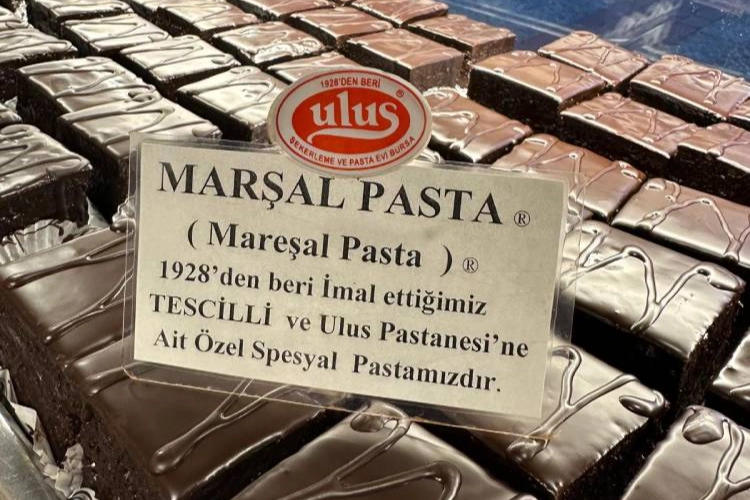 1928'DEN BERİ
ulus ®
ŞEKERLEME VE PASTA EVİ BURSA
MARŞAL PASTA ®
( Mareşal Pasta ) ®
1928'den beri İmal ettiğimiz
TESCİLLİ ve Ulus Pastanesi'ne
Ait Özel Spesyal Pastamızdır.